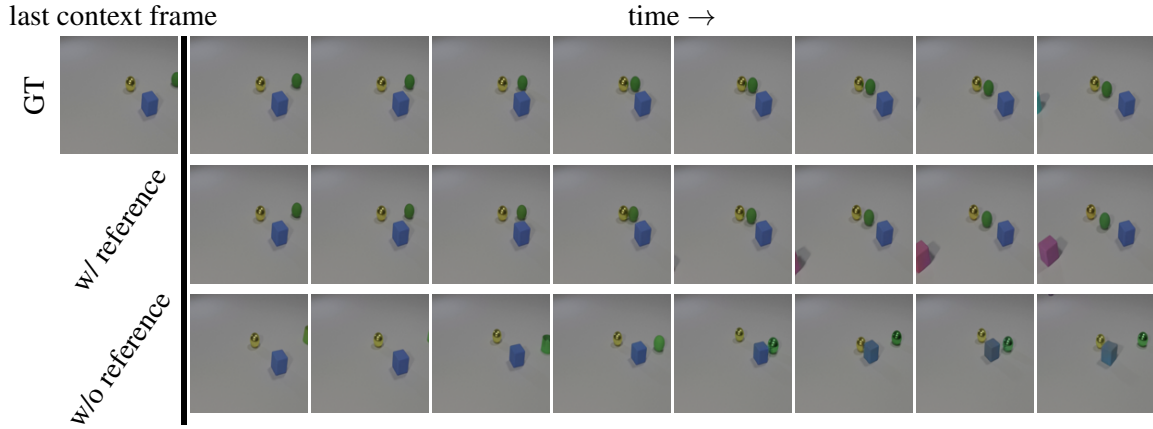 last context frame
time →
GT
w/ reference
w/o reference